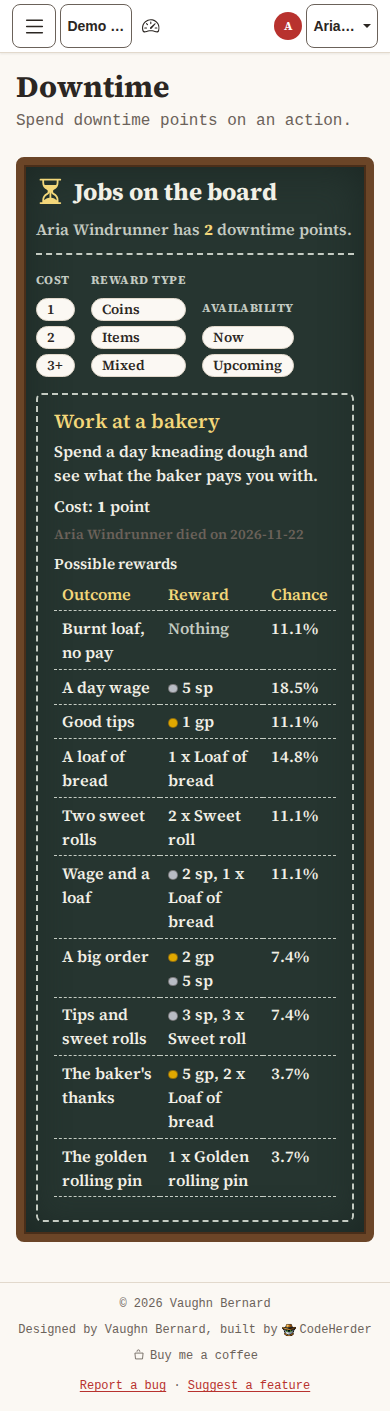 Demo ...
A
Aria...
Downtime
Spend downtime points on an action.
Jobs on the board
Aria Windrunner has 2 downtime points.
COST
REWARD TYPE
AVAILABILITY
1
Coins
2
Items
Now
3+
Mixed
Upcoming
Work at a bakery
Spend a day kneading dough and
see what the baker pays you with.
Cost: 1 point
Aria Windrunner died on 2026-11-22
Possible rewards
Outcome Reward Chance
Burnt loaf, Nothing 11.1%
no pay
A day wage 5 sp 18.5%
Good tips 1 gp 11.1%
A loaf of 1 x Loaf of 14.8%
bread bread
Two sweet 2 x Sweet 11.1%
rolls roll
Wage and a 2 sp, 1 x 11.1%
loaf Loaf of
bread
A big order 2 gp 7.4%
5 sp
Tips and 3 sp, 3 x 7.4%
sweet rolls Sweet roll
The baker's 5 gp, 2 x 3.7%
thanks Loaf of
bread
The golden 1 x Golden 3.7%
rolling pin rolling pin
© 2026 Vaughn Bernard
Designed by Vaughn Bernard, built by CodeHerder
Buy me a coffee
Report a bug · Suggest a feature